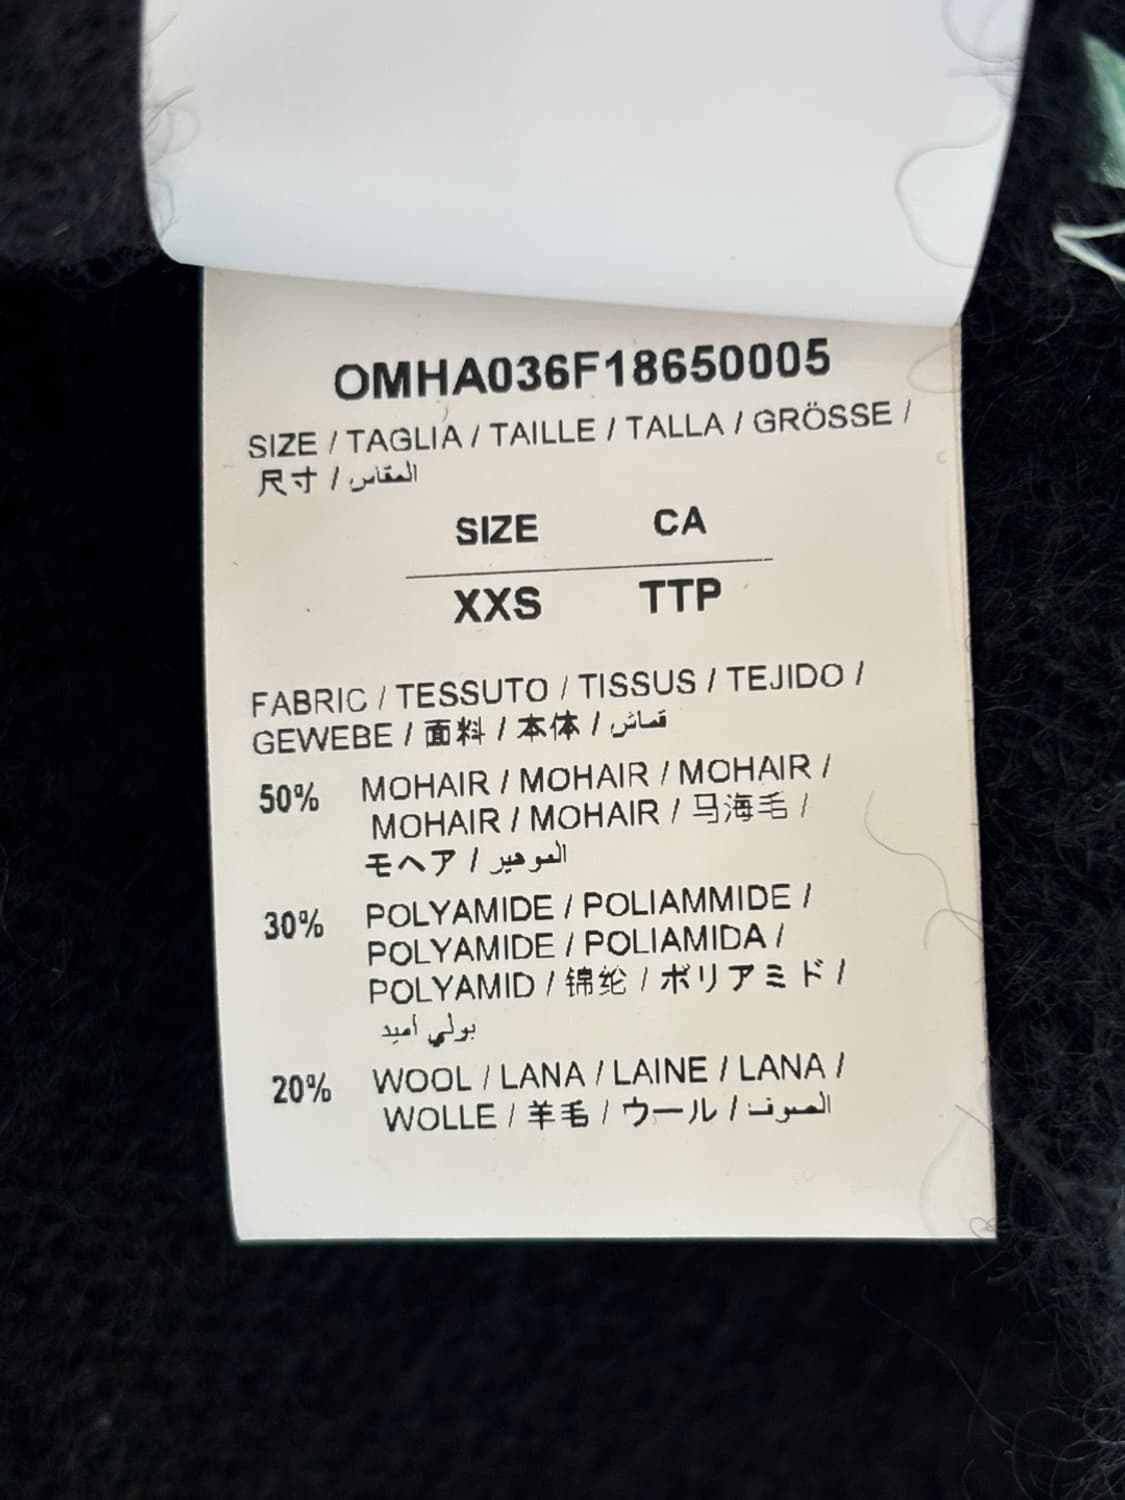 OMHA036F18650005
SIZE / TAGLIA / TAILLE / TALLA / GRÖSSE /
尺寸 / المقاس
SIZE CA
XXS TTP
FABRIC / TESSUTO / TISSUS / TEJIDO /
GEWEBE / 面料 / 本体 / قماش
50% MOHAIR / MOHAIR / MOHAIR /
MOHAIR / MOHAIR / 马海毛 /
モヘア / الموهير
30% POLYAMIDE / POLIAMMIDE /
POLYAMIDE / POLIAMIDA /
POLYAMID / 锦纶 / ポリアミド /
بولي اميد
20% WOOL / LANA / LAINE / LANA /
WOLLE / 羊毛 / ウール / الصوف